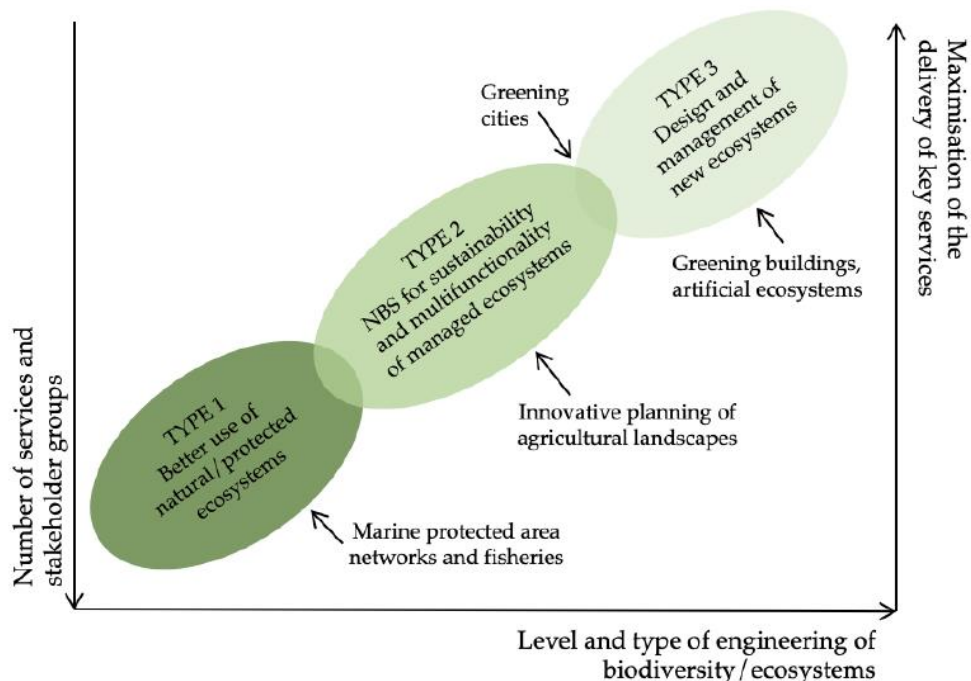 Number of services and
stakeholder groups
TYPE 1
Better use of
natural/protected
ecosystems
Marine protected area
networks and fisheries
TYPE 2
NBS for sustainability
and multifunctionality
of managed ecosystems
Innovative planning of
agricultural landscapes
Greening
cities
TYPE 3
Design and
management of
new ecosystems
Greening buildings,
artificial ecosystems
Maximisation of the
delivery of key services
Level and type of engineering of
biodiversity/ecosystems